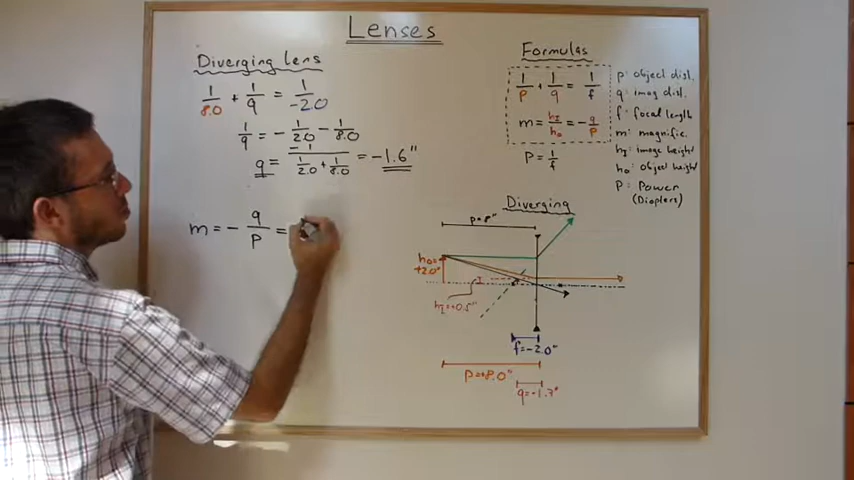 Lenses
Diverging lens
1/8.0 + 1/q = 1/-2.0
1/q = - 1/2.0 - 1/8.0
q = -1/(1/2.0 + 1/8.0) = -1.6"
m = - q/p =
Formulas
1/p + 1/q = 1/f
m = hI/ho = - q/p
P = 1/f
p: object dist.
q: imag dist.
f: focal length
m: magnific.
hI: image height
ho: object height
P: Power
(Diopters)
Diverging
p=8"
ho=
+2.0"
hI=+0.5"
f=-2.0"
p=+8.0"
q=-1.7"